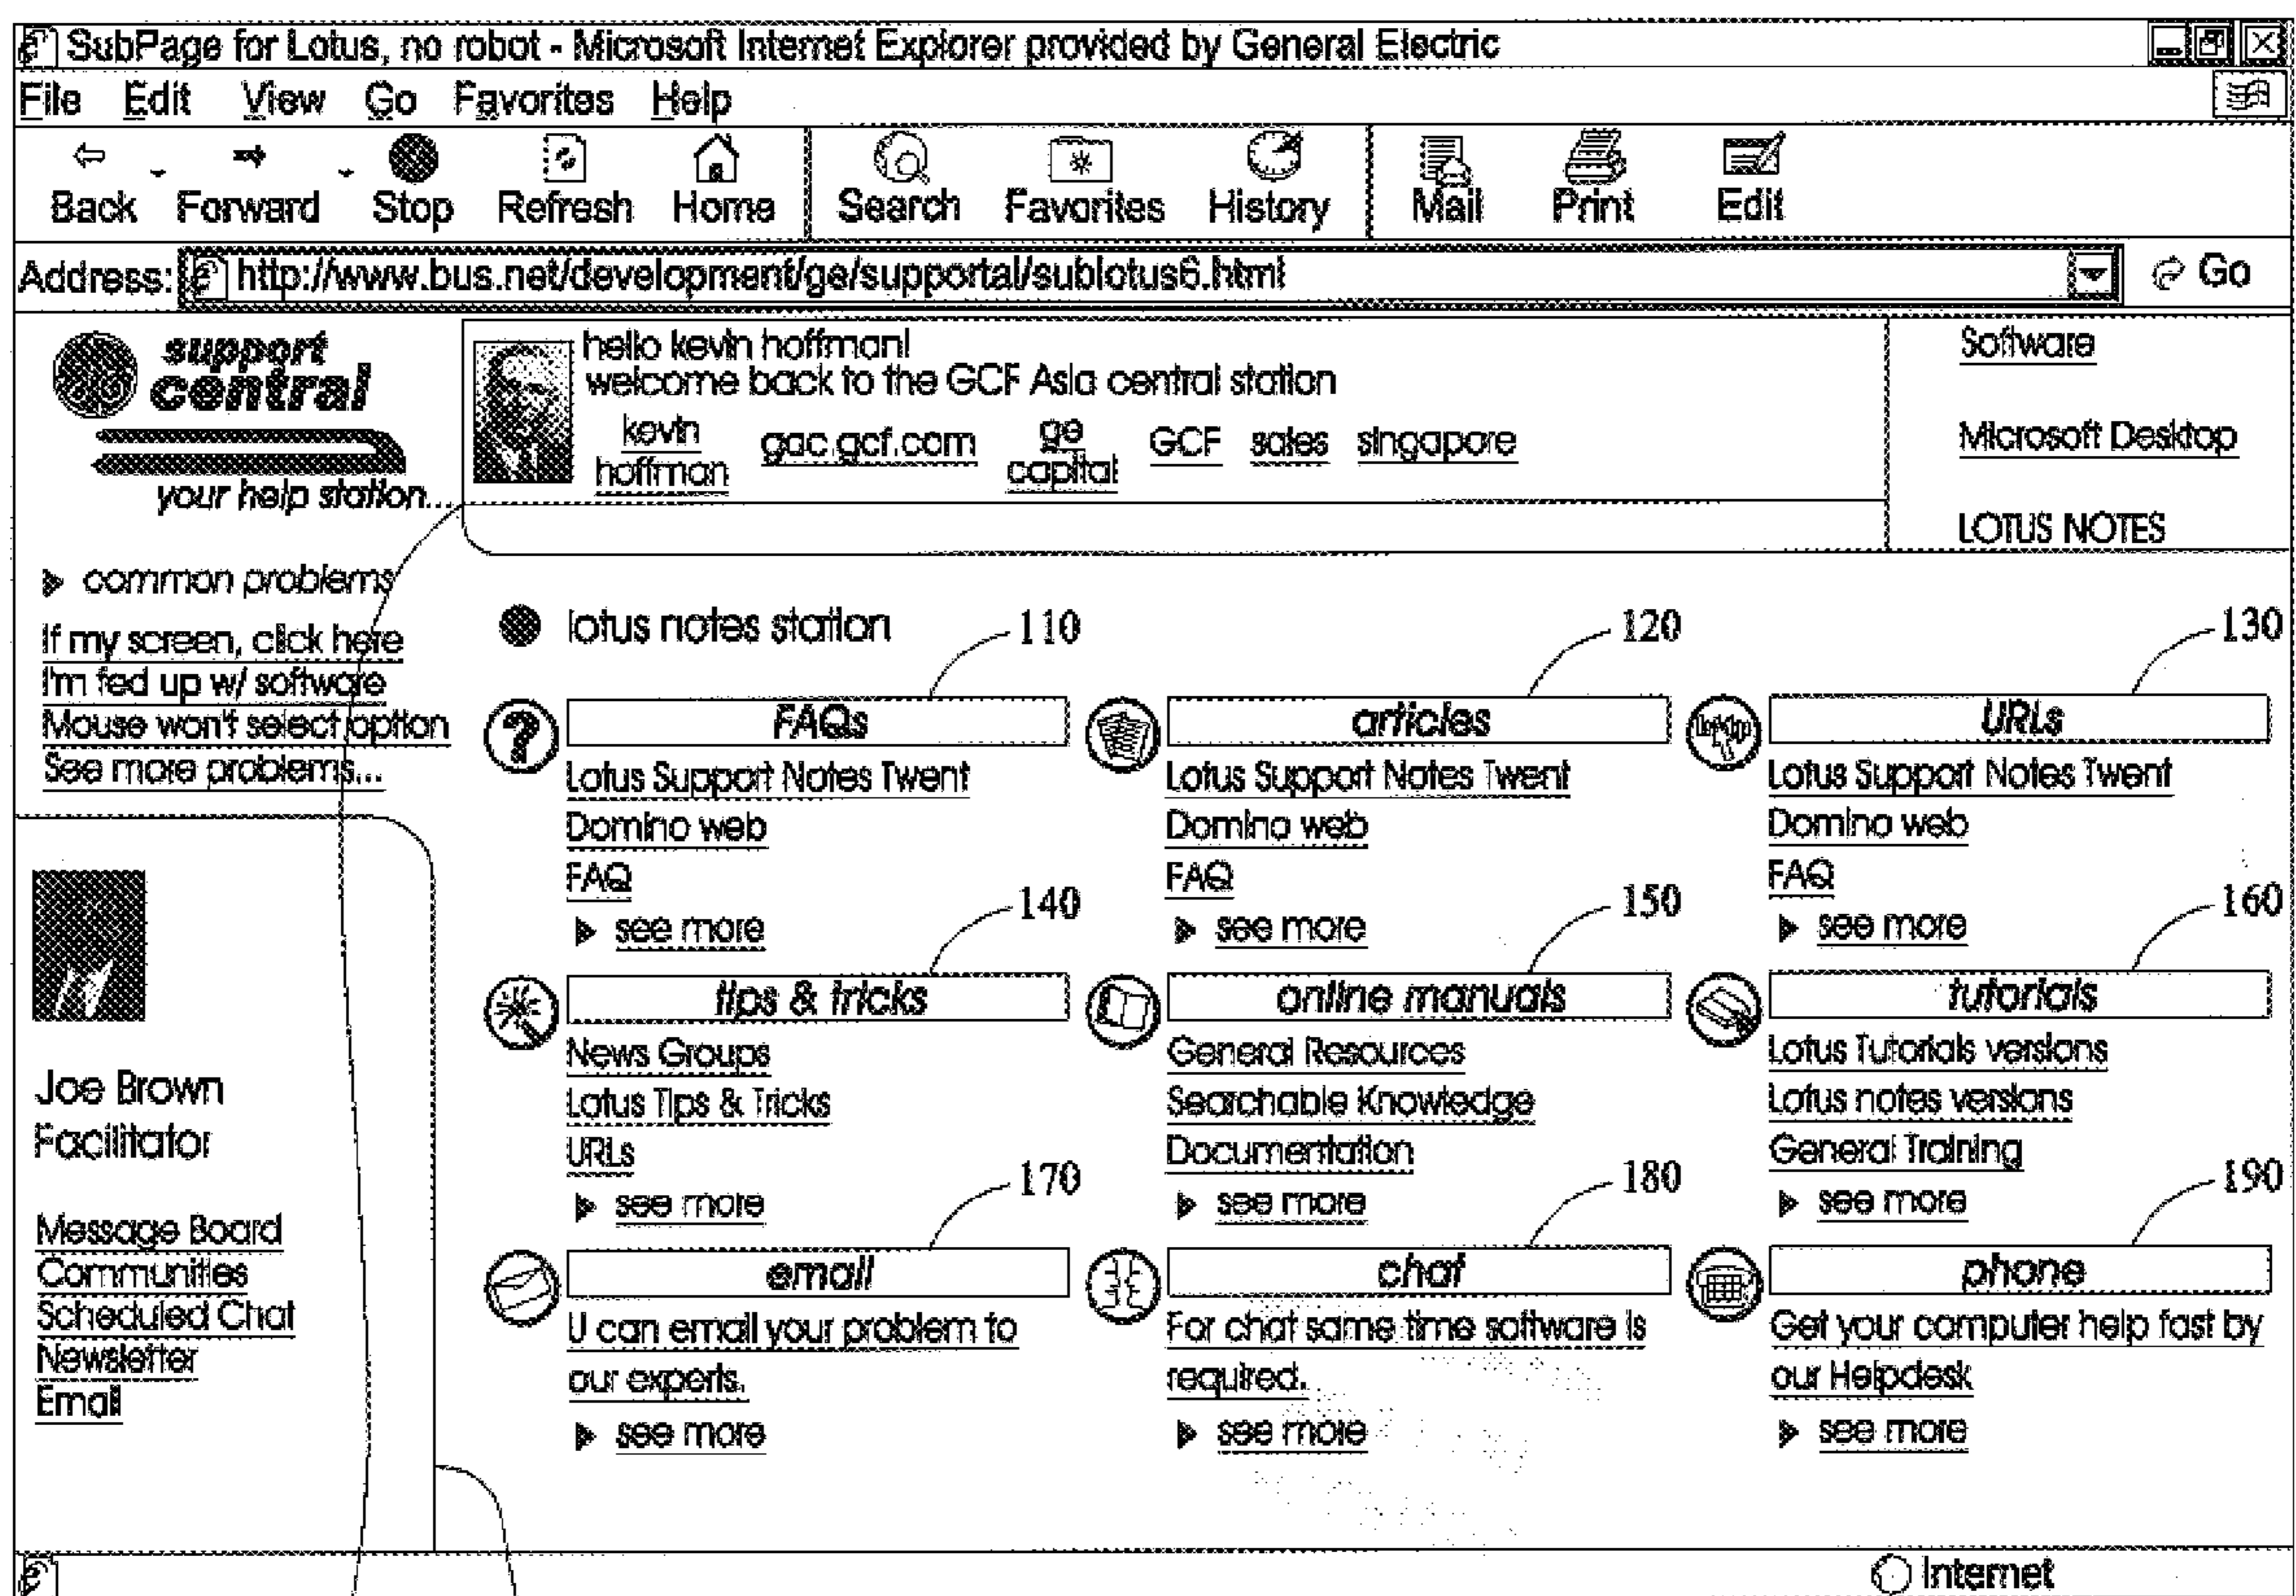 SubPage for Lotus, no robot - Microsoft Internet Explorer provided by General Electric
File Edit View Go Favorites Help
Back Forward Stop Refresh Home Search Favorites History Mail Print Edit
Address: http://www.bus.net/development/ge/supportal/sublotus6.html Go
support
central
your help station...
hello kevin hoffman!
welcome back to the GCF Asia central station
kevin
hoffman
gac.gcf.com
ge
capital
GCF
sales
singapore
Software
Microsoft Desktop
LOTUS NOTES
common problems
If my screen, click here
I'm fed up w/ software
Mouse won't select option
See more problems...
Joe Brown
Facilitator
Message Board
Communities
Scheduled Chat
Newsletter
Email
lotus notes station
110
FAQs
Lotus Support Notes Twent
Domino web
FAQ
see more
120
articles
Lotus Support Notes Twent
Domino web
FAQ
see more
130
URLs
Lotus Support Notes Twent
Domino web
FAQ
see more
140
tips & tricks
News Groups
Lotus Tips & Tricks
URLs
see more
150
online manuals
General Resources
Searchable Knowledge
Documentation
see more
160
tutorials
Lotus Tutorials versions
Lotus notes versions
General Training
see more
170
email
U can email your problem to
our experts.
see more
180
chat
For chat same time software is
required.
see more
190
phone
Get your computer help fast by
our Helpdesk
see more
Internet